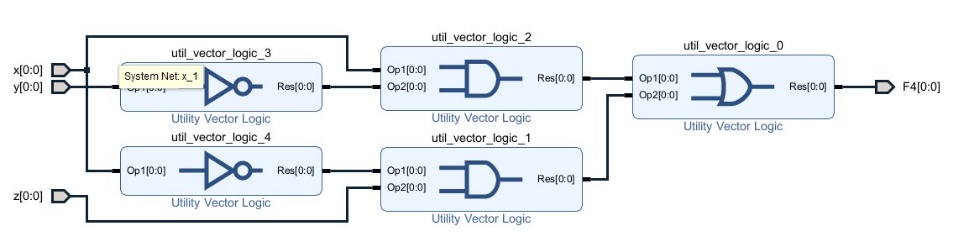 util_vector_logic_3
x[0:0]
y[0:0]
System Net: x_1
Op1[0:0]
Res[0:0]
Utility Vector Logic
util_vector_logic_4
Op1[0:0]
Res[0:0]
Utility Vector Logic
z[0:0]
util_vector_logic_2
Op1[0:0]
Op2[0:0]
Res[0:0]
Utility Vector Logic
util_vector_logic_1
Op1[0:0]
Op2[0:0]
Res[0:0]
Utility Vector Logic
util_vector_logic_0
Op1[0:0]
Op2[0:0]
Res[0:0]
Utility Vector Logic
F4[0:0]